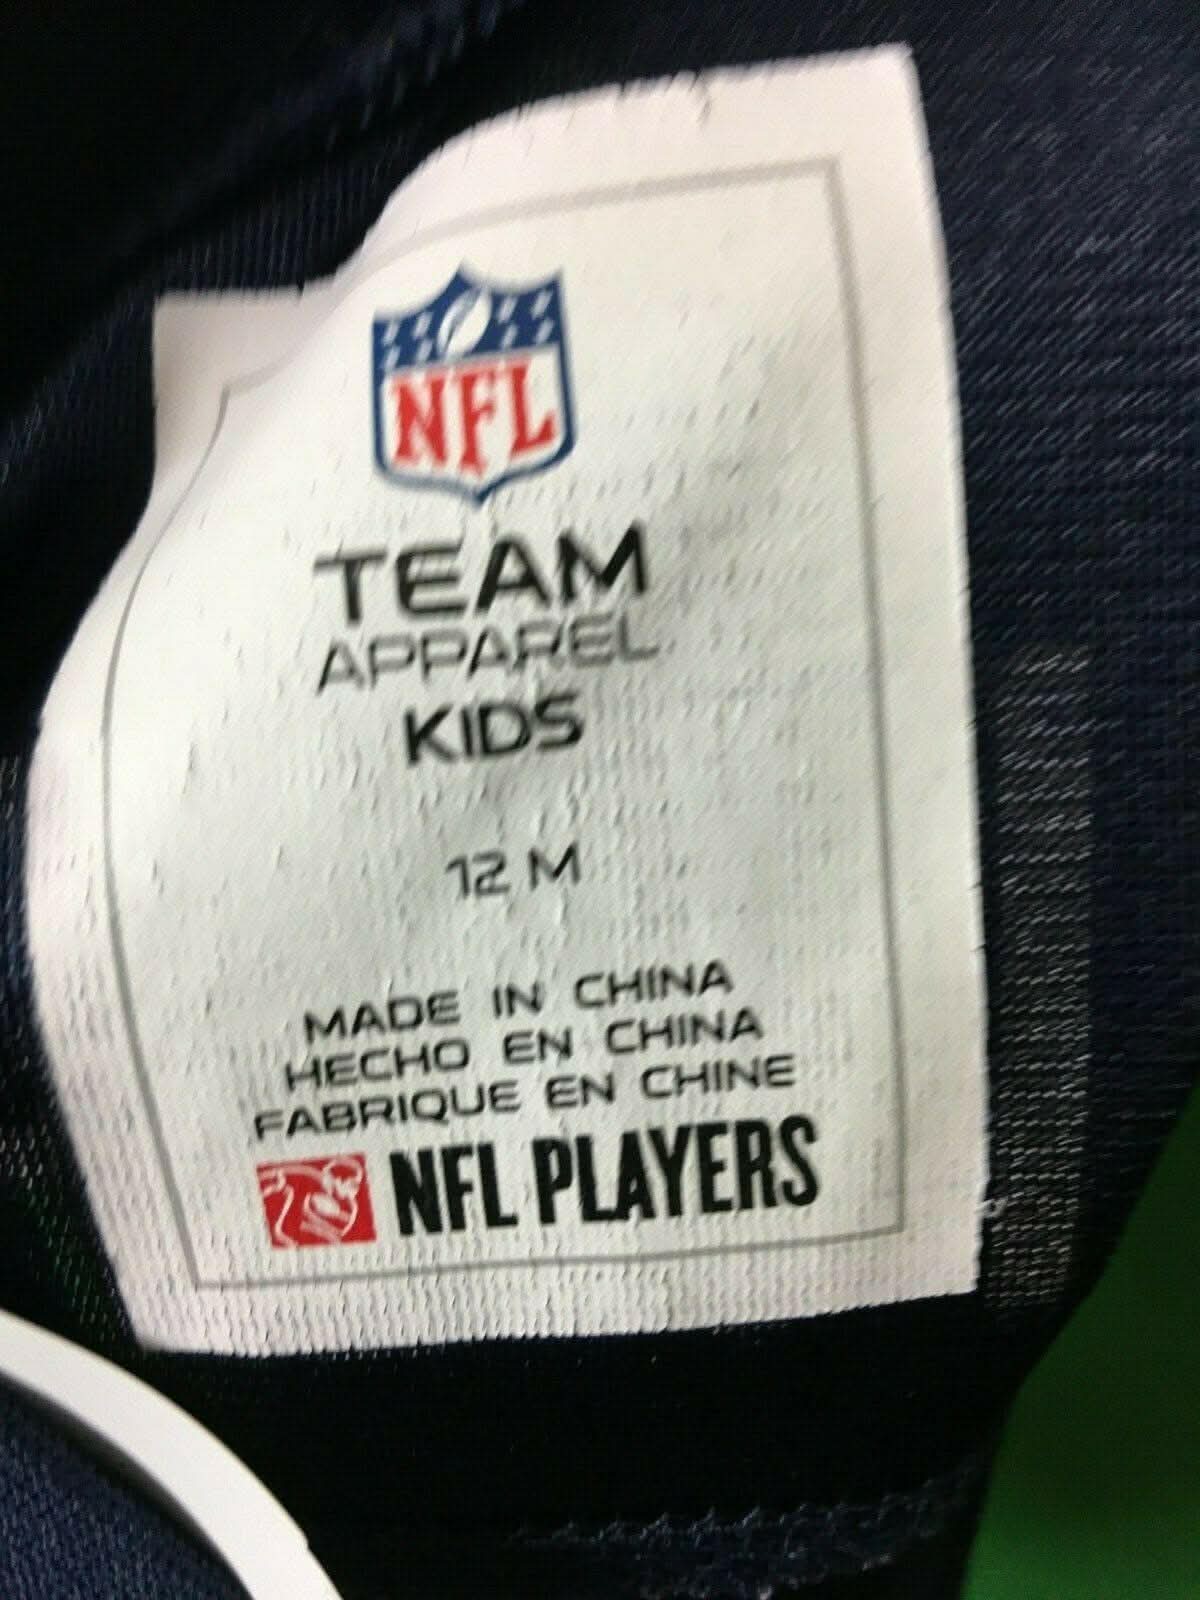 NFL
TEAM
APPAREL
KIDS
12 M
MADE IN CHINA
HECHO EN CHINA
FABRIQUE EN CHINE
NFL PLAYERS